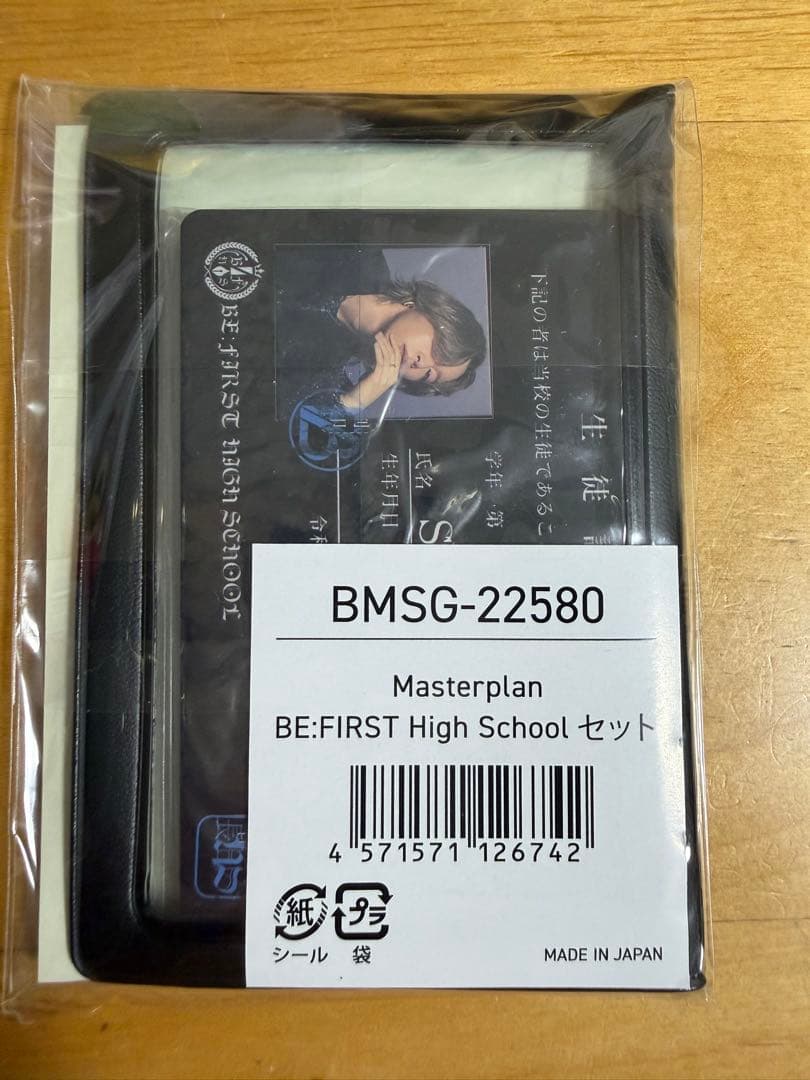 生徒
下記の者は当校の生徒であるこ
学年 第
氏名 S
生年月日
令和
BE:FIRST HIGH SCHOOL
BMSG-22580
Masterplan
BE:FIRST High School セット
4 571571 126742
紙 プラ
シール 袋
MADE IN JAPAN